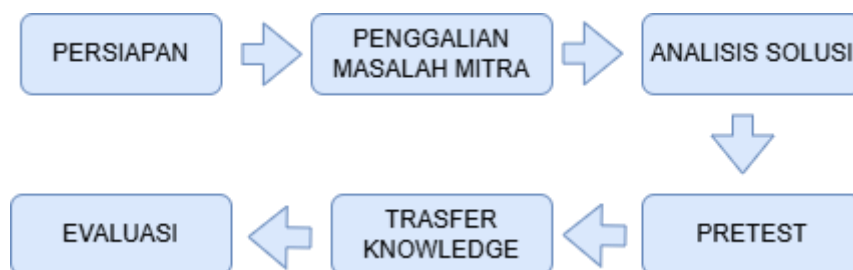 PERSIAPAN
PENGGALIAN
MASALAH MITRA
ANALISIS SOLUSI
PRETEST
TRASFER
KNOWLEDGE
EVALUASI